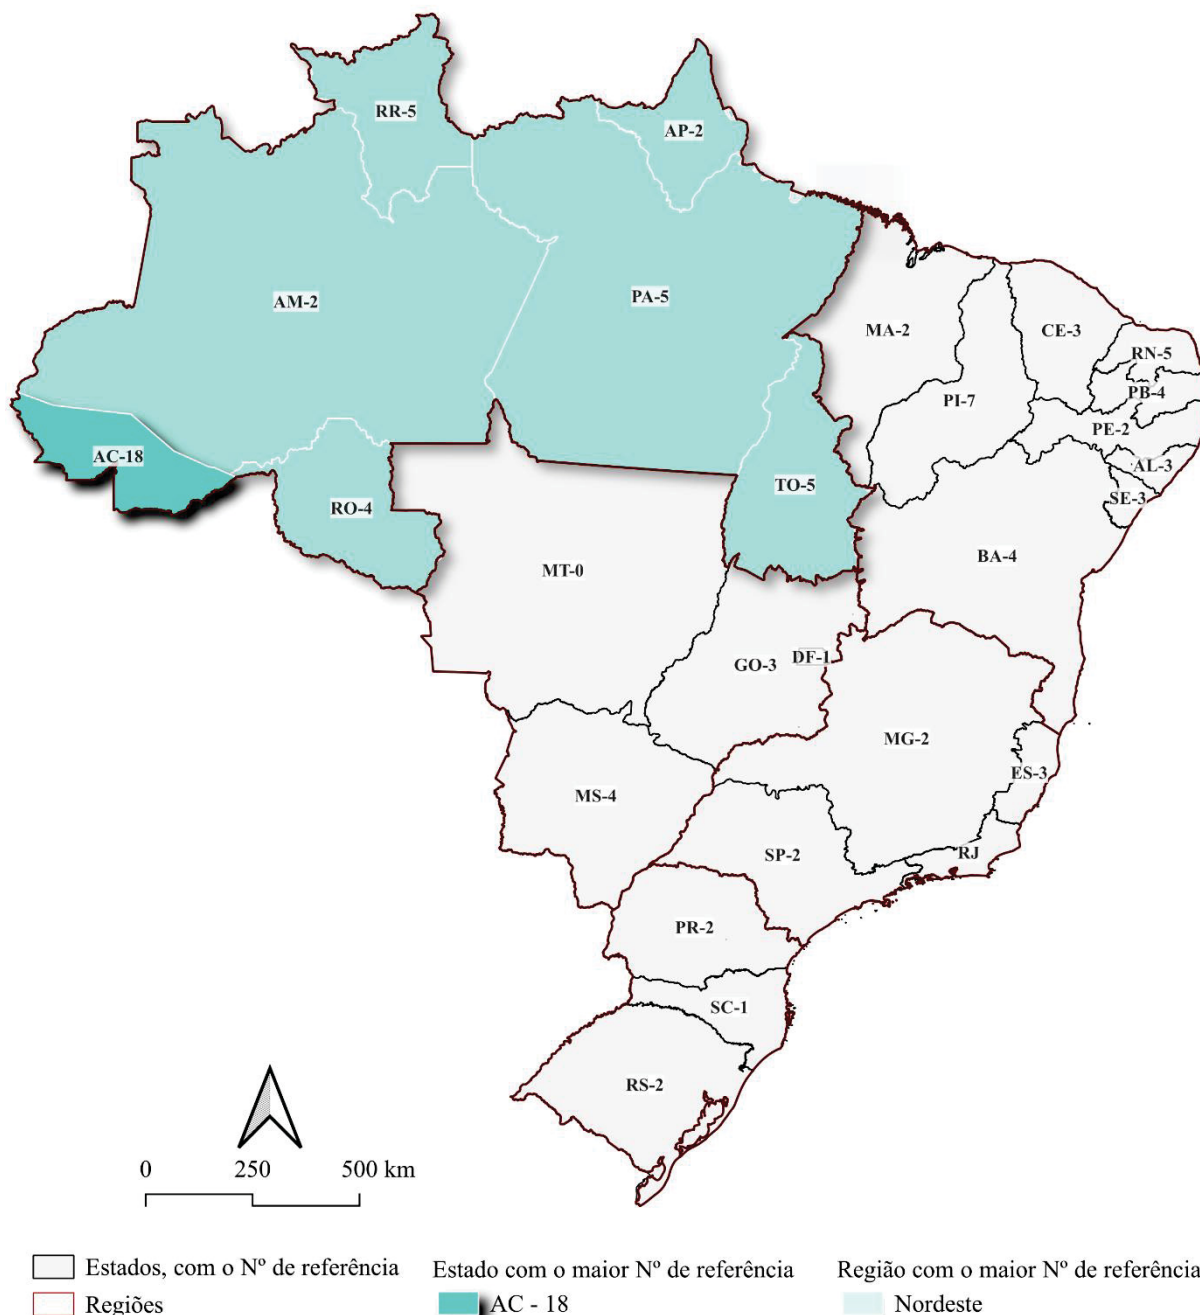 RR-5
AP-2
AM-2
PA-5
MA-2
CE-3
RN-5
PB-4
PI-7
PE-2
AC-18
AL-3
TO-5
SE-3
RO-4
BA-4
MT-0
DF-1
GO-3
MG-2
ES-3
MS-4
SP-2
RJ
PR-2
SC-1
RS-2
0 250 500 km
Estados, com o Nº de referência
Estado com o maior Nº de referência
Região com o maior Nº de referência
Regiões
AC - 18
Nordeste